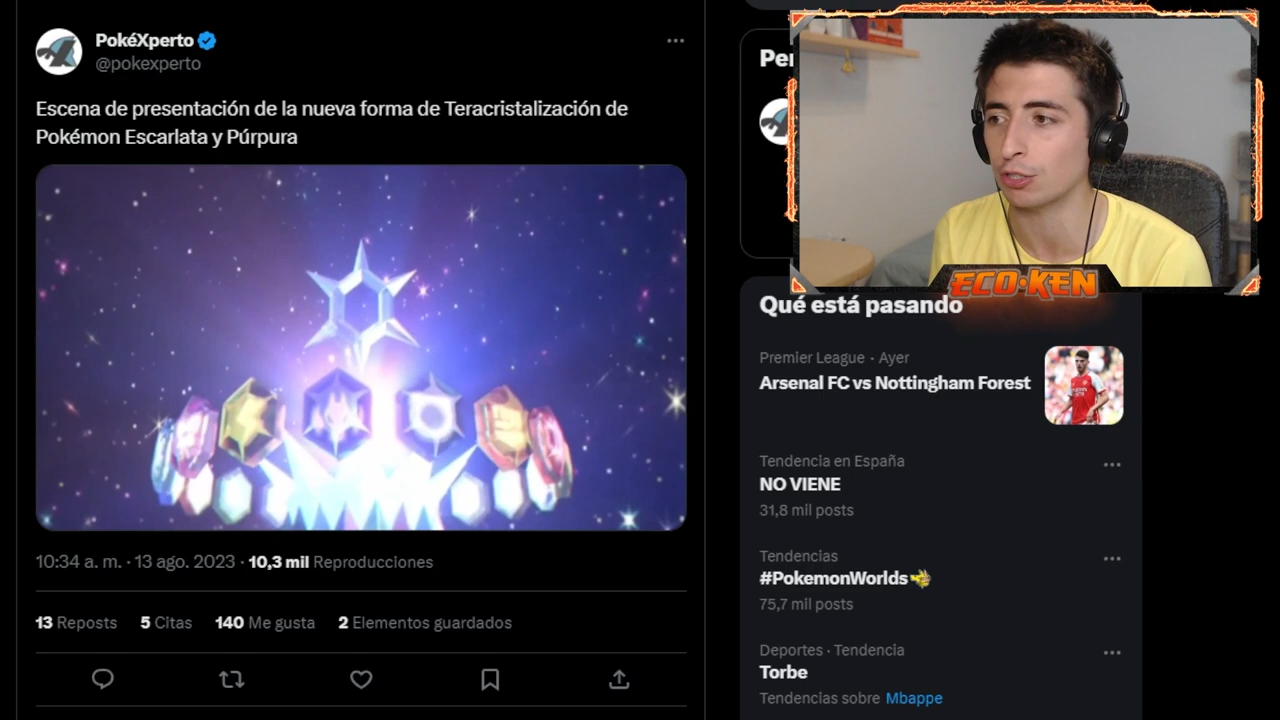 PokéXperto
@pokexperto
Escena de presentación de la nueva forma de Teracristalización de
Pokémon Escarlata y Púrpura
10:34 a. m. · 13 ago. 2023 · 10,3 mil Reproducciones
13 Reposts 5 Citas 140 Me gusta 2 Elementos guardados
ECO·KEN
Qué está pasando
Premier League · Ayer
Arsenal FC vs Nottingham Forest
Tendencia en España
NO VIENE
31,8 mil posts
Tendencias
#PokemonWorlds
75,7 mil posts
Deportes · Tendencia
Torbe
Tendencias sobre Mbappe